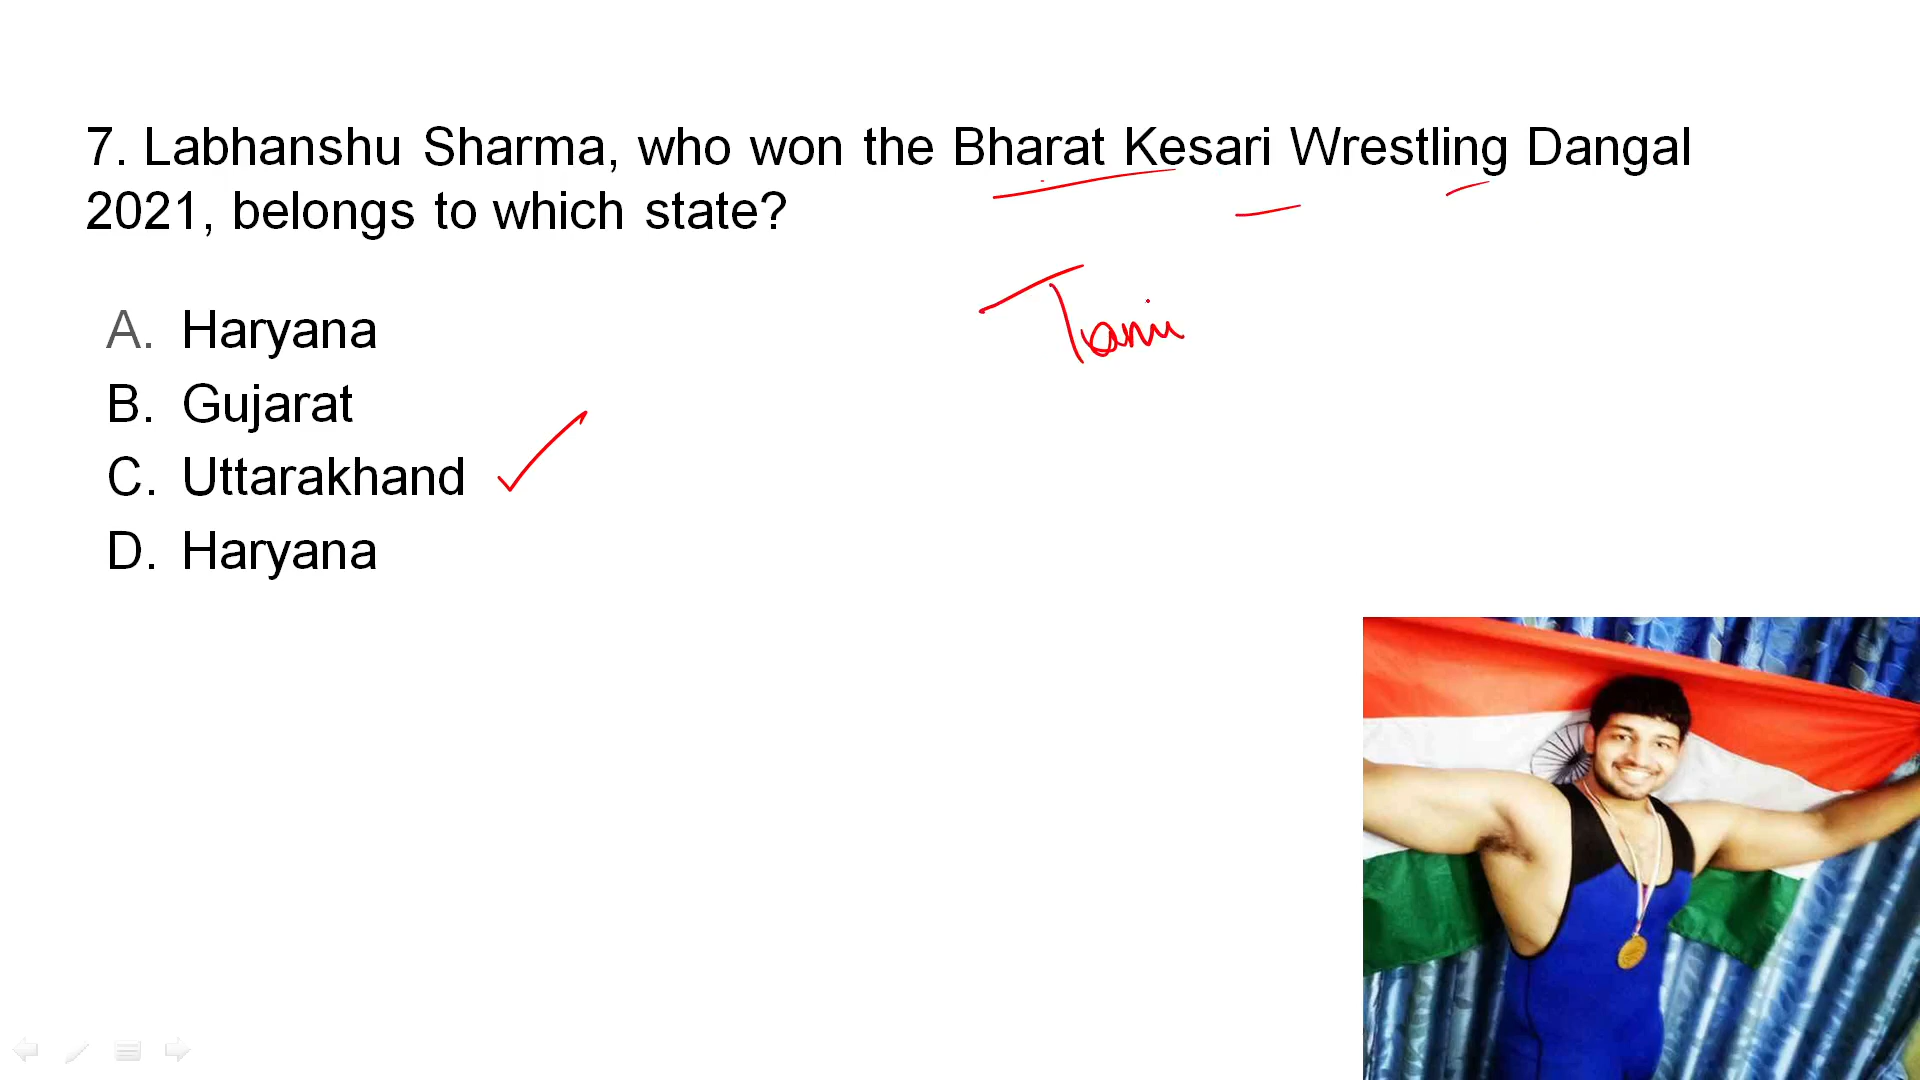 7. Labhanshu Sharma, who won the Bharat Kesari Wrestling Dangal
2021, belongs to which state?
A. Haryana
B. Gujarat
C. Uttarakhand
D. Haryana